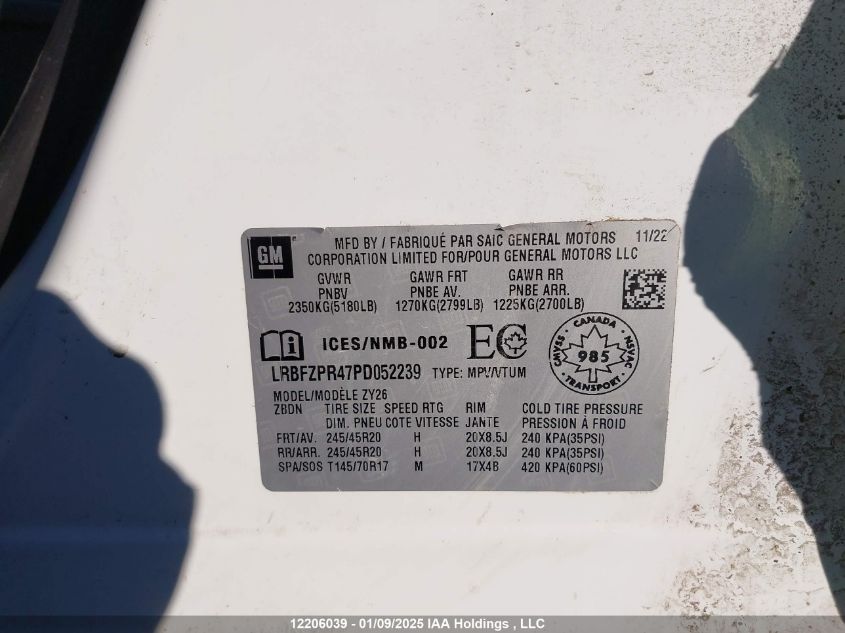 GM
MFD BY / FABRIQUÉ PAR SAIC GENERAL MOTORS 11/22
CORPORATION LIMITED FOR/POUR GENERAL MOTORS LLC
GVWR GAWR FRT GAWR RR
PNBV PNBE AV. PNBE ARR.
2350KG(5180LB) 1270KG(2799LB) 1225KG(2700LB)
ICES/NMB-002 EC
CANADA
CMVSS 985 NSVAC
TRANSPORT
LRBFZPR47PD052239 TYPE: MPV/VTUM
MODEL/MODÈLE ZY26
ZBDN TIRE SIZE SPEED RTG RIM COLD TIRE PRESSURE
DIM. PNEU COTE VITESSE JANTE PRESSION À FROID
FRT/AV. 245/45R20 H 20X8.5J 240 KPA(35PSI)
RR/ARR. 245/45R20 H 20X8.5J 240 KPA(35PSI)
SPA/SOS T145/70R17 M 17X4B 420 KPA(60PSI)
12206039 - 01/09/2025 IAA Holdings , LLC